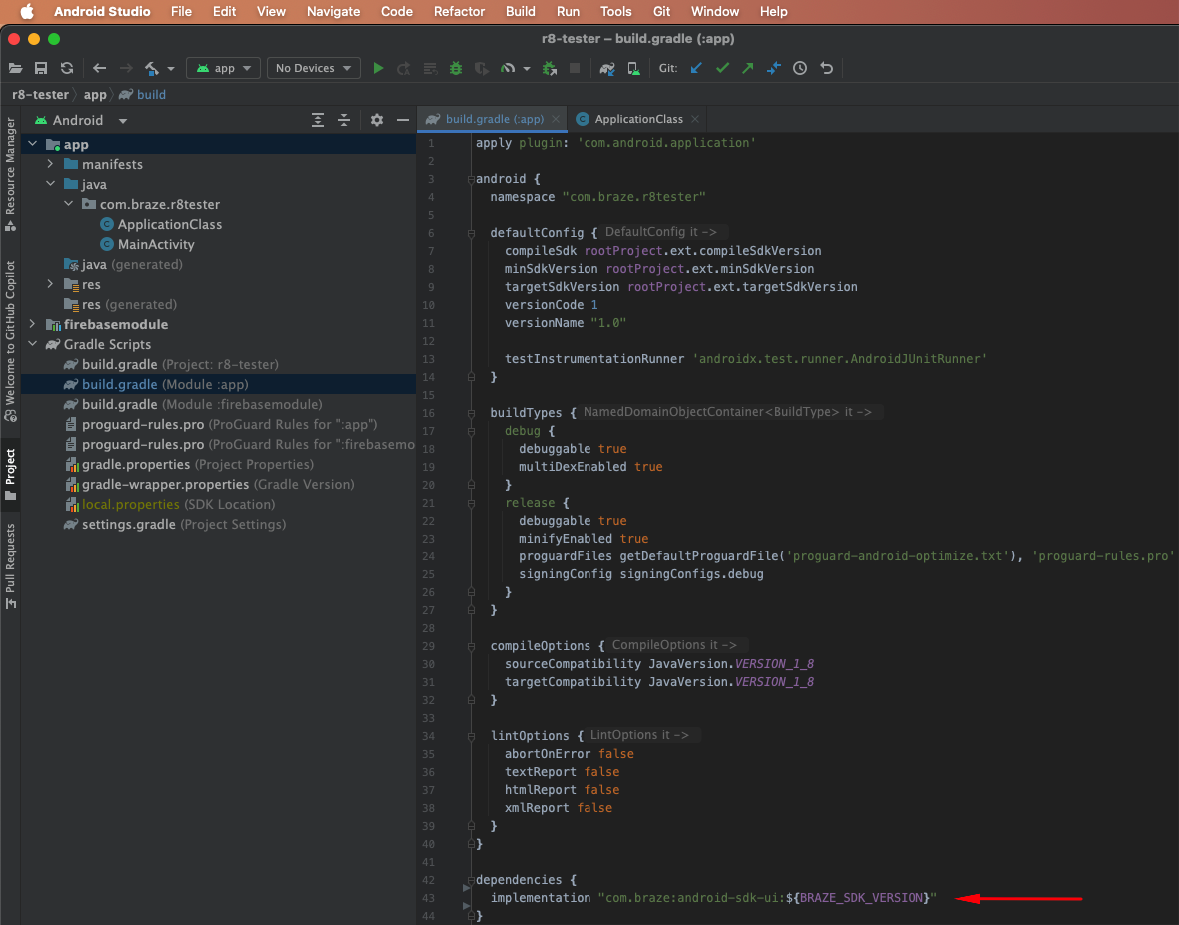 Android Studio File Edit View Navigate Code Refactor Build Run Tools Git Window Help
r8-tester – build.gradle (:app)
app No Devices Git:
r8-tester app build
Android
build.gradle (:app) ApplicationClass
Resource Manager
Welcome to GitHub Copilot
Project
Pull Requests
app
manifests
java
com.braze.r8tester
ApplicationClass
MainActivity
java (generated)
res
res (generated)
firebasemodule
Gradle Scripts
build.gradle (Project: r8-tester)
build.gradle (Module :app)
build.gradle (Module :firebasemodule)
proguard-rules.pro (ProGuard Rules for ":app")
proguard-rules.pro (ProGuard Rules for ":firebasemo
gradle.properties (Project Properties)
gradle-wrapper.properties (Gradle Version)
local.properties (SDK Location)
settings.gradle (Project Settings)
1 apply plugin: 'com.android.application'
2
3 android {
4 namespace "com.braze.r8tester"
5
6 defaultConfig { DefaultConfig it ->
7 compileSdk rootProject.ext.compileSdkVersion
8 minSdkVersion rootProject.ext.minSdkVersion
9 targetSdkVersion rootProject.ext.targetSdkVersion
10 versionCode 1
11 versionName "1.0"
12
13 testInstrumentationRunner 'androidx.test.runner.AndroidJUnitRunner'
14 }
15
16 buildTypes { NamedDomainObjectContainer<BuildType> it ->
17 debug {
18 debuggable true
19 multiDexEnabled true
20 }
21 release {
22 debuggable true
23 minifyEnabled true
24 proguardFiles getDefaultProguardFile('proguard-android-optimize.txt'), 'proguard-rules.pro'
25 signingConfig signingConfigs.debug
26 }
27 }
28
29 compileOptions { CompileOptions it ->
30 sourceCompatibility JavaVersion.VERSION_1_8
31 targetCompatibility JavaVersion.VERSION_1_8
32 }
33
34 lintOptions { LintOptions it ->
35 abortOnError false
36 textReport false
37 htmlReport false
38 xmlReport false
39 }
40 }
41
42 dependencies {
43 implementation "com.braze:android-sdk-ui:${BRAZE_SDK_VERSION}"
44 }